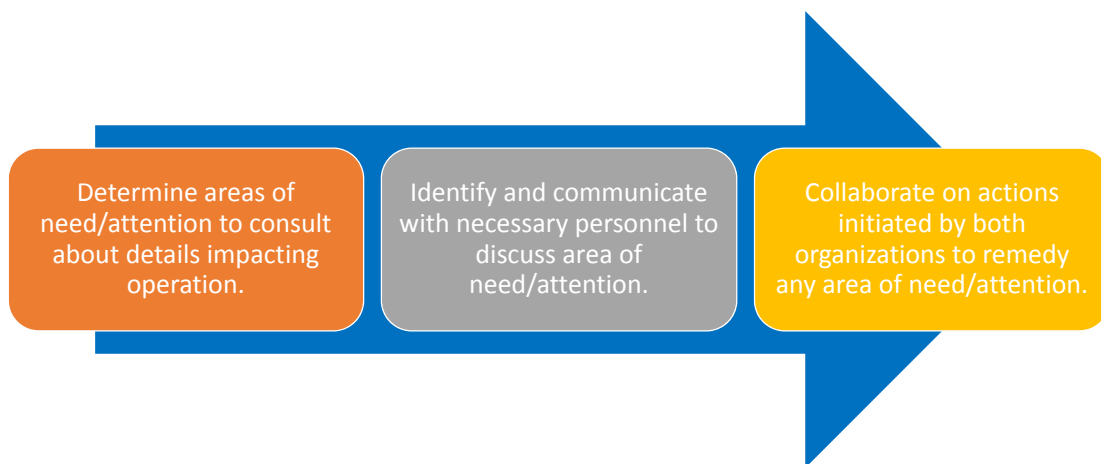 Determine areas of
need/attention to consult
about details impacting
operation.
Identify and communicate
with necessary personnel to
discuss area of
need/attention.
Collaborate on actions
initiated by both
organizations to remedy
any area of need/attention.